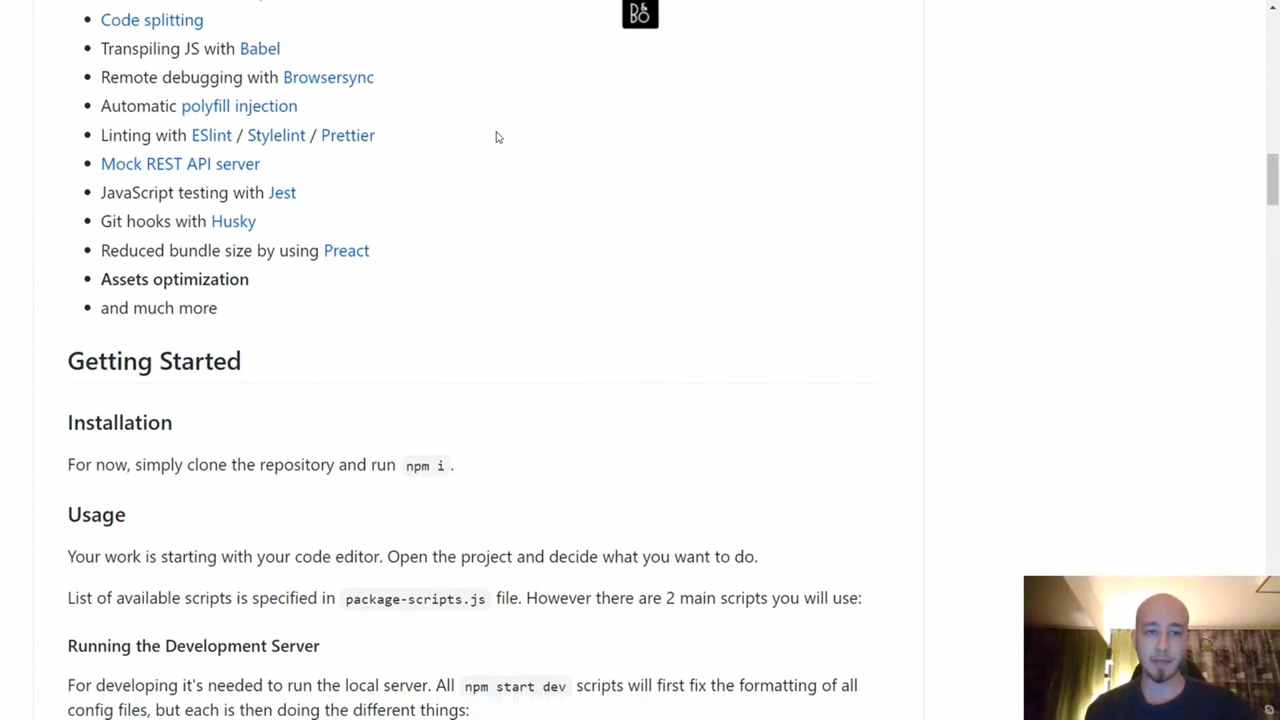 B&
BO
Code splitting
Transpiling JS with Babel
Remote debugging with Browsersync
Automatic polyfill injection
Linting with ESlint / Stylelint / Prettier
Mock REST API server
JavaScript testing with Jest
Git hooks with Husky
Reduced bundle size by using Preact
Assets optimization
and much more
Getting Started
Installation
For now, simply clone the repository and run npm i.
Usage
Your work is starting with your code editor. Open the project and decide what you want to do.
List of available scripts is specified in package-scripts.js file. However there are 2 main scripts you will use:
Running the Development Server
For developing it's needed to run the local server. All npm start dev scripts will first fix the formatting of all
config files, but each is then doing the different things: